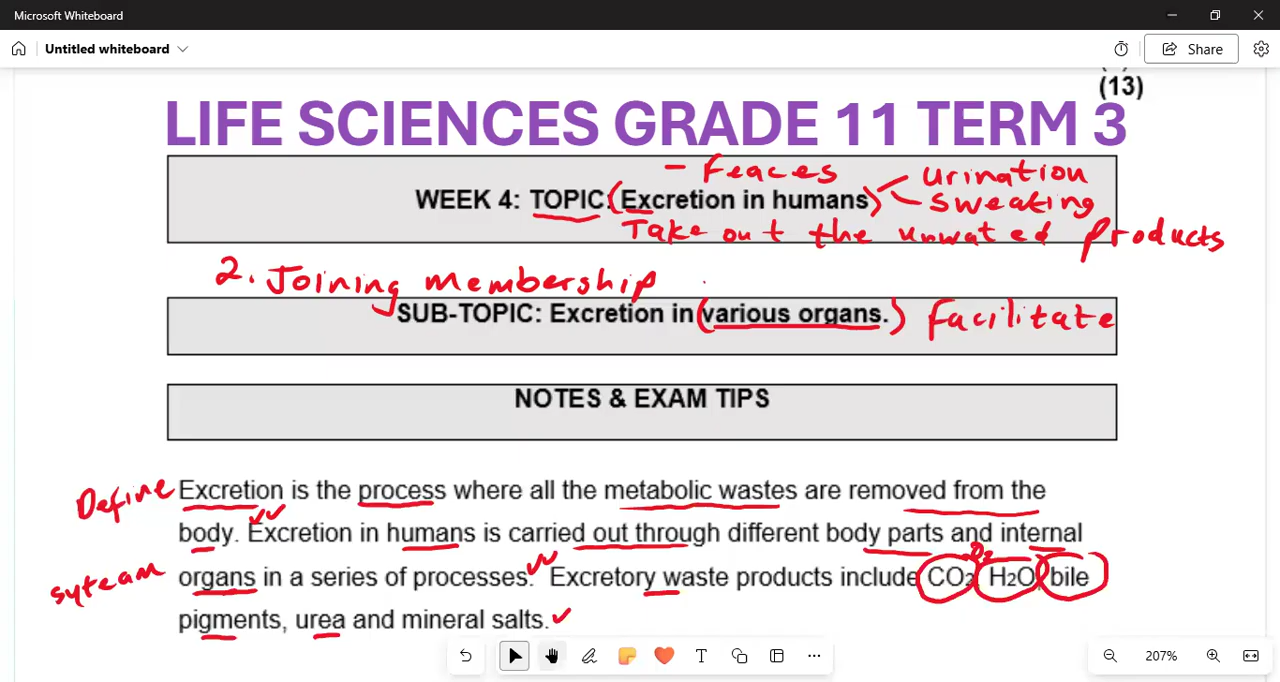 Microsoft Whiteboard
Untitled whiteboard
Share
(13)
LIFE SCIENCES GRADE 11 TERM 3
- Feaces
urination
WEEK 4: TOPIC: (Excretion in humans)
sweating
Take out the unwated products
2. Joining membership
SUB-TOPIC: Excretion in (various organs.) Facilitate
NOTES & EXAM TIPS
Define Excretion is the process where all the metabolic wastes are removed from the
body. Excretion in humans is carried out through different body parts and internal
O₂
syteam organs in a series of processes. Excretory waste products include CO₂ H₂O, bile
pigments, urea and mineral salts.
207%